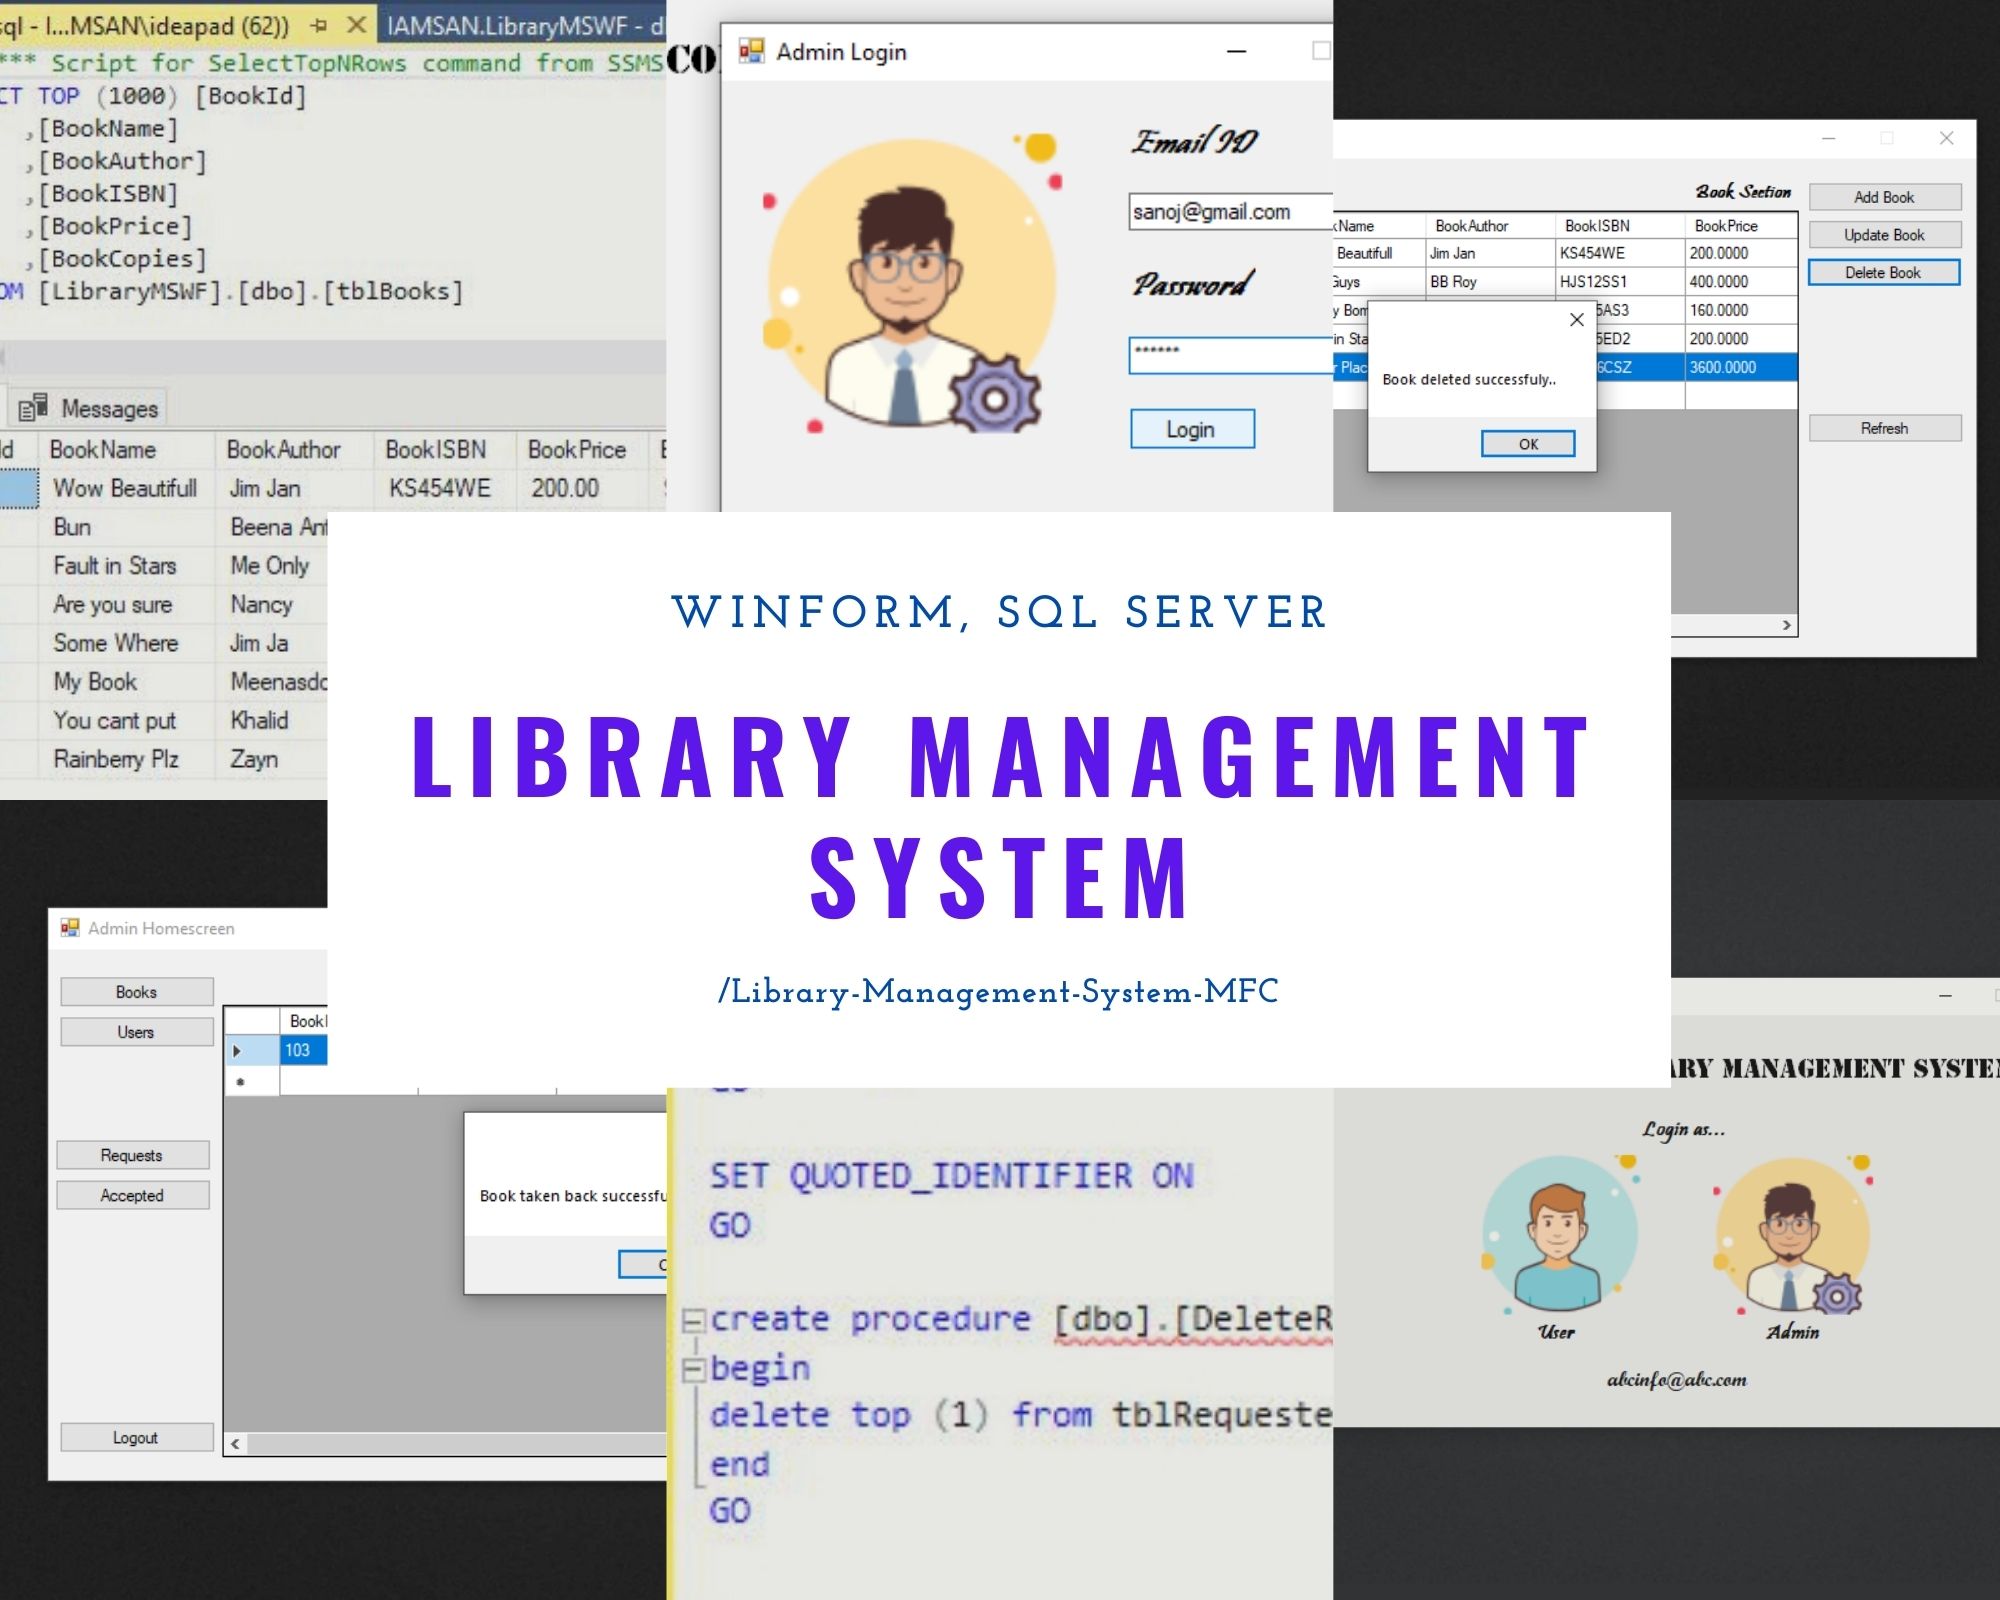 sql - I...MSAN\ideapad (62))
IAMSAN.LibraryMSWF - d
*** Script for SelectTopNRows command from SSMS
CT TOP (1000) [BookId]
,[BookName]
,[BookAuthor]
,[BookISBN]
,[BookPrice]
,[BookCopies]
OM [LibraryMSWF].[dbo].[tblBooks]
Messages
Id BookName BookAuthor BookISBN BookPrice
Wow Beautifull Jim Jan KS454WE 200.00
Bun Beena Ant
Fault in Stars Me Only
Are you sure Nancy
Some Where Jim Ja
My Book Meenasdo
You cant put Khalid
Rainberry Plz Zayn
CO
Admin Login
Email ID
sanoj@gmail.com
Password
******
Login
Book Section
kName BookAuthor BookISBN BookPrice
Beautifull Jim Jan KS454WE 200.0000
Guys BB Roy HJS12SS1 400.0000
y Bom 5AS3 160.0000
in Sta 5ED2 200.0000
r Plac 6CSZ 3600.0000
Book deleted successfuly..
OK
Add Book
Update Book
Delete Book
Refresh
WINFORM, SQL SERVER
LIBRARY MANAGEMENT
SYSTEM
/Library-Management-System-MFC
Admin Homescreen
Books
Users
Requests
Accepted
Logout
BookI
103
Book taken back successfu
GO
SET QUOTED_IDENTIFIER ON
GO
create procedure [dbo].[DeleteR
begin
delete top (1) from tblRequeste
end
GO
ARY MANAGEMENT SYSTEM
Login as...
User Admin
abcinfo@abc.com